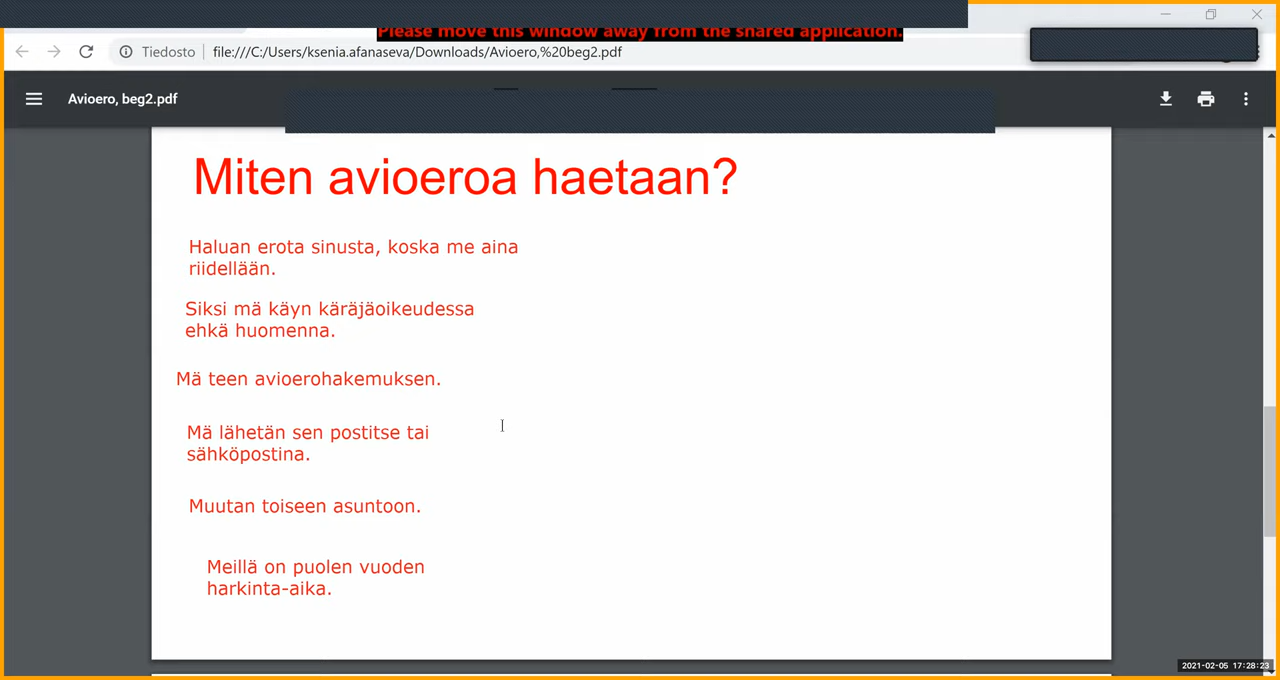 Please move this window away from the shared application.
Tiedosto file:///C:/Users/ksenia.afanaseva/Downloads/Avioero,%20beg2.pdf
Avioero, beg2.pdf
Miten avioeroa haetaan?
Haluan erota sinusta, koska me aina
riidellään.
Siksi mä käyn käräjäoikeudessa
ehkä huomenna.
Mä teen avioerohakemuksen.
Mä lähetän sen postitse tai
sähköpostina.
Muutan toiseen asuntoon.
Meillä on puolen vuoden
harkinta-aika.
2021-02-05 17:28:23